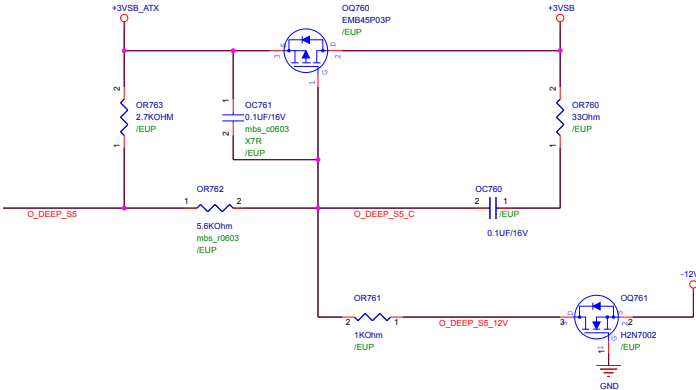 +3VSB_ATX
OQ760
EMB45P03P
/EUP
+3VSB
S
D
3
2
G
1
2
OR763
2.7KOHM
/EUP
1
1
OC761
0.1UF/16V
mbs_c0603
X7R
/EUP
2
2
OR760
33Ohm
/EUP
1
O_DEEP_S5
OR762
1
2
5.6KOhm
mbs_r0603
/EUP
O_DEEP_S5_C
OC760
2
1
/EUP
0.1UF/16V
OR761
2
1
1KOhm
/EUP
O_DEEP_S5_12V
-12V
OQ761
3
D
2
H2N7002
/EUP
G
1
GND